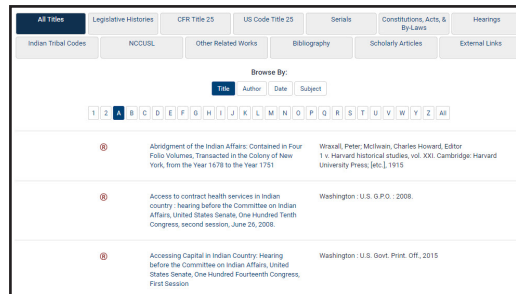 All Titles
Legislative Histories
CFR Title 25
US Code Title 25
Serials
Constitutions, Acts, &
By-Laws
Hearings
Indian Tribal Codes
NCCUSL
Other Related Works
Bibliography
Scholarly Articles
External Links
Browse By:
Title Author Date Subject
1 2 A B C D E F G H I J K L M N O P Q R S T U V W Y Z All
®
Abridgment of the Indian Affairs: Contained in Four
Folio Volumes, Transacted in the Colony of New
York, from the Year 1678 to the Year 1751
Wraxall, Peter; McIlwain, Charles Howard, Editor
1 v. Harvard historical studies, vol. XXI. Cambridge: Harvard
University Press; [etc.], 1915
®
Access to contract health services in Indian
country : hearing before the Committee on Indian
Affairs, United States Senate, One Hundred Tenth
Congress, second session, June 26, 2008.
Washington : U.S. G.P.O. : 2008.
®
Accessing Capital in Indian Country: Hearing
before the Committee on Indian Affairs, United
States Senate, One Hundred Fourteenth Congress,
First Session
Washington : U.S. Govt. Print. Off., 2015